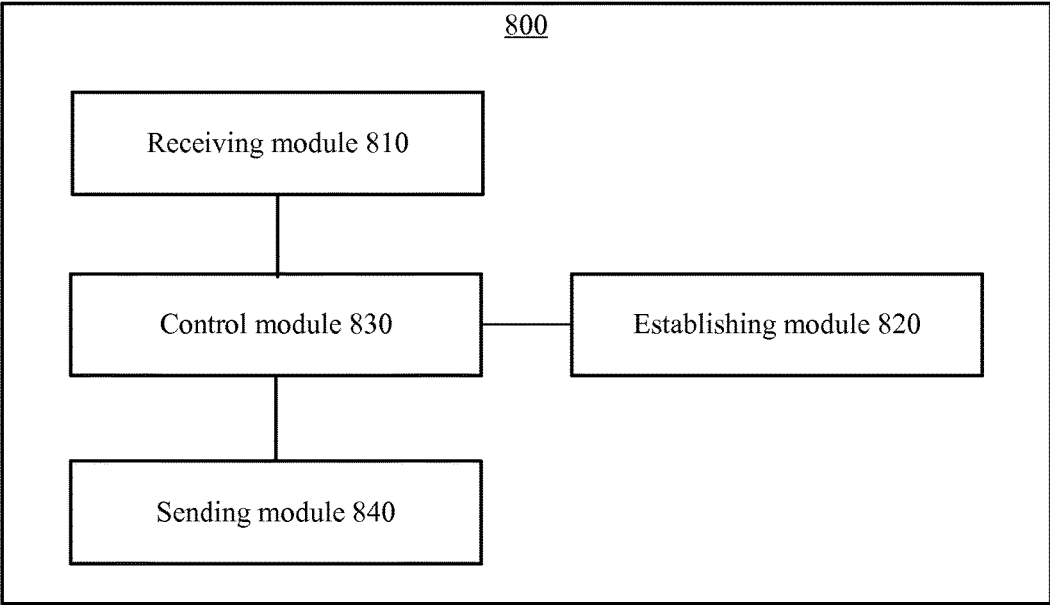 800
Receiving module 810
Control module 830
Establishing module 820
Sending module 840